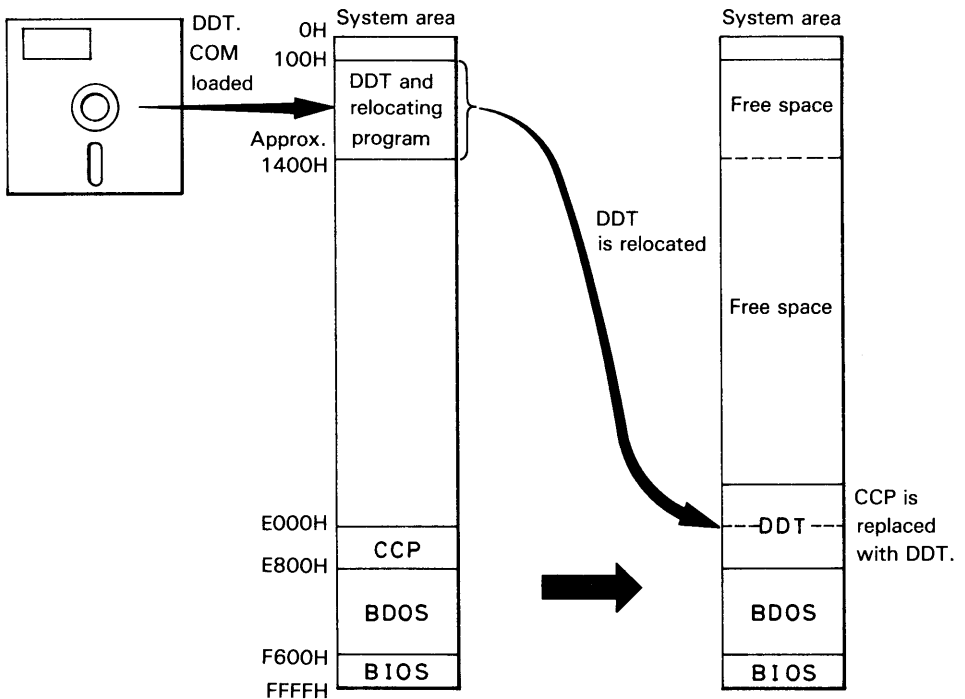 DDT.
COM
loaded
System area
0H
100H
DDT and
relocating
program
Approx.
1400H
E000H
CCP
E800H
BDOS
F600H
BIOS
FFFFH
DDT
is relocated
System area
Free space
Free space
DDT
CCP is
replaced
with DDT.
BDOS
BIOS